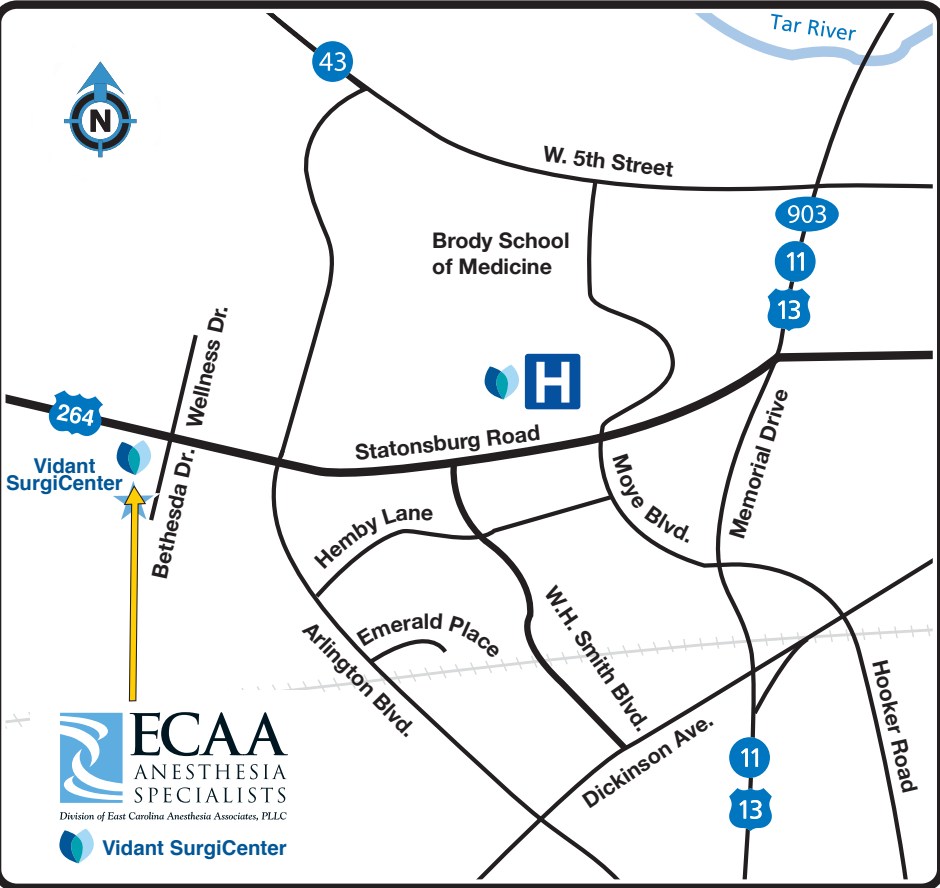 Tar River
43
N
W. 5th Street
903
Brody School
of Medicine
11
13
Wellness Dr.
H
264
Statonsburg Road
Memorial Drive
Vidant
SurgiCenter
Bethesda Dr.
Moye Blvd.
Hemby Lane
W.H. Smith Blvd.
Emerald Place
Arlington Blvd.
Hooker Road
Dickinson Ave.
11
13
ECAA
ANESTHESIA
SPECIALISTS
Division of East Carolina Anesthesia Associates, PLLC
Vidant SurgiCenter